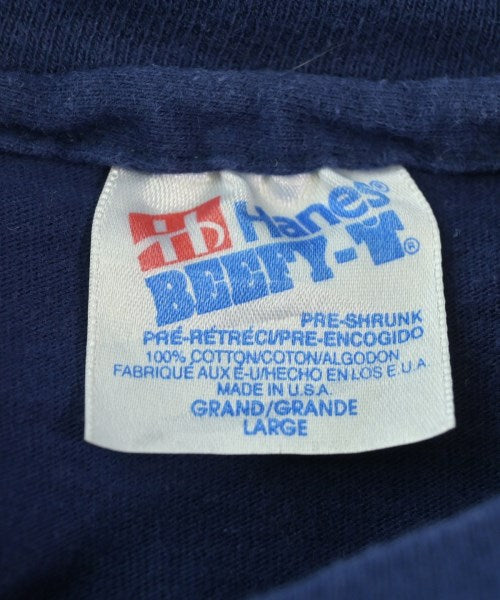 Hb Hanes®
BEEFY-T®
PRE-SHRUNK
PRÉ-RÉTRÉCI/PRE-ENCOGIDO
100% COTTON/COTON/ALGODON
FABRIQUÉ AUX É-U/HECHO EN LOS E.U.A.
MADE IN U.S.A.
GRAND/GRANDE
LARGE